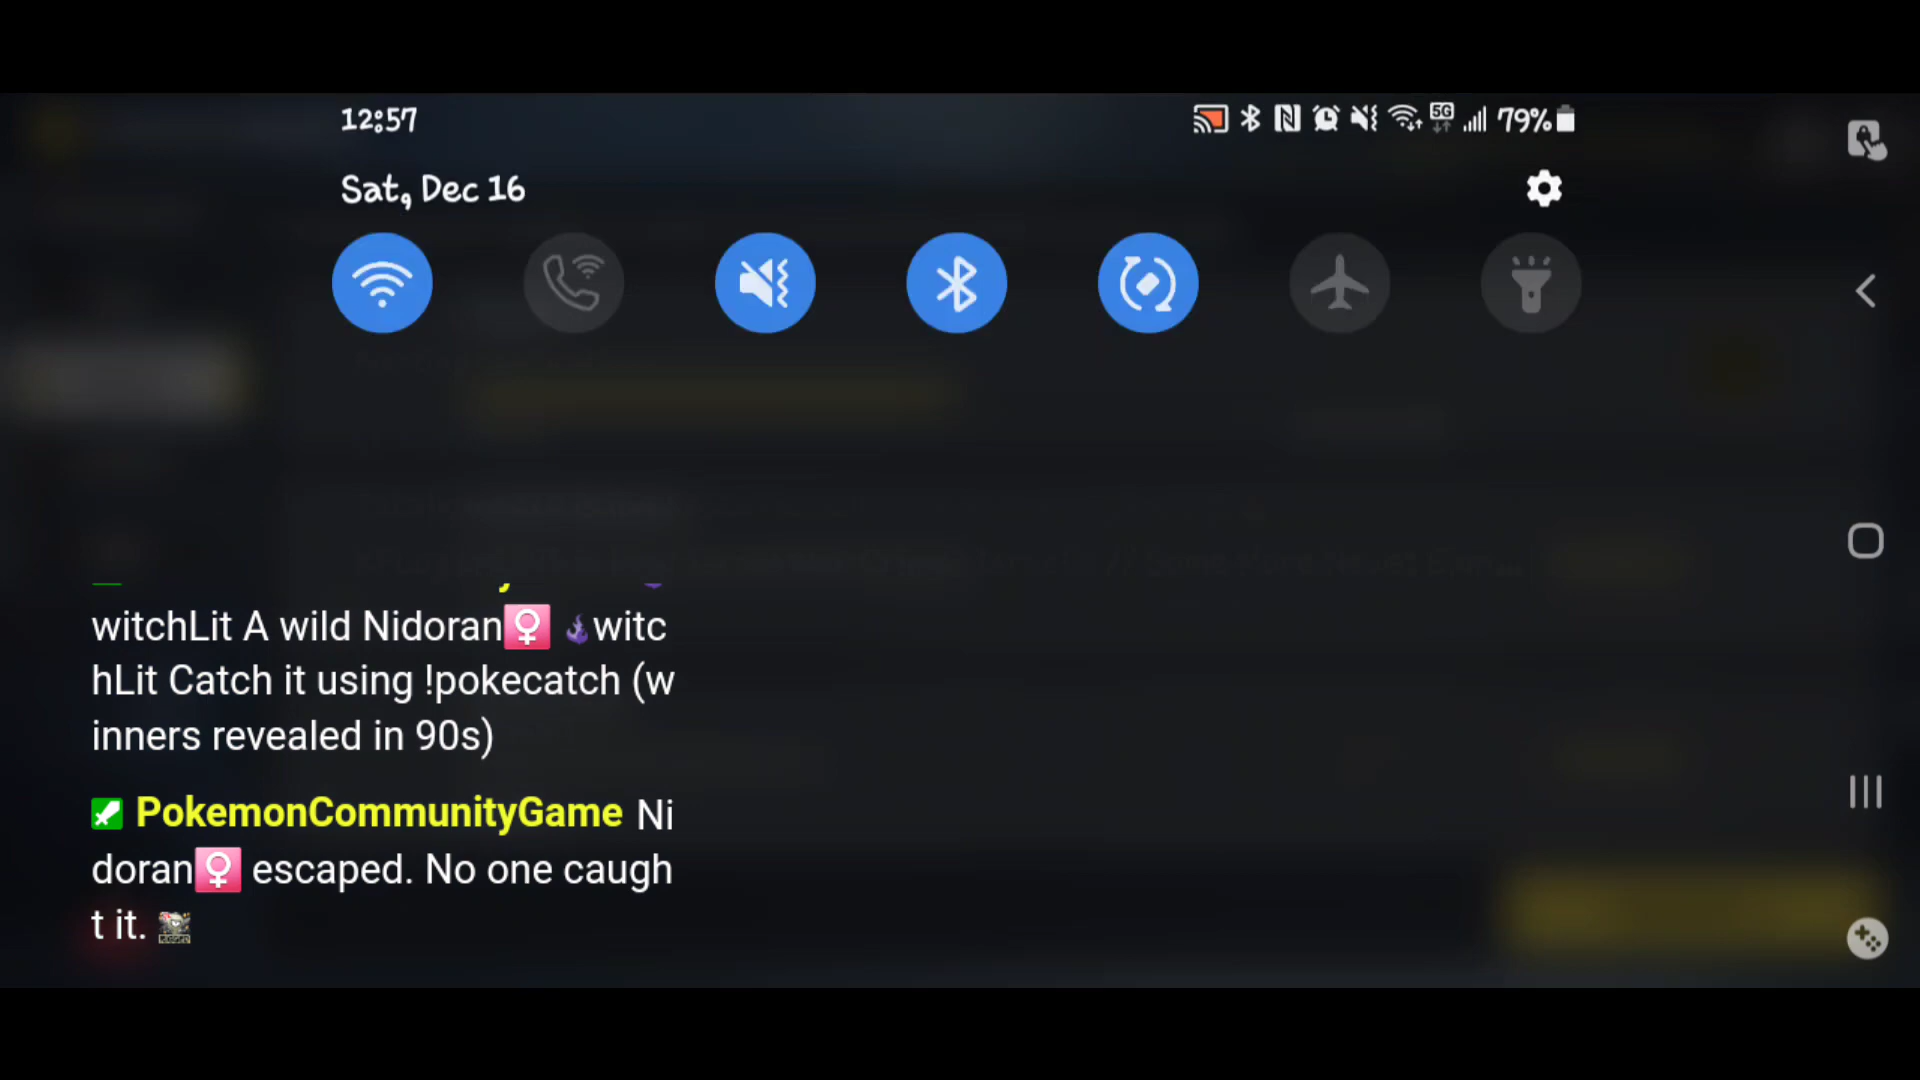 12:57
5G 79%
Sat, Dec 16
witchLit A wild Nidoran♀ witc
hLit Catch it using !pokecatch (w
inners revealed in 90s)
PokemonCommunityGame Ni
doran♀ escaped. No one caugh
t it.